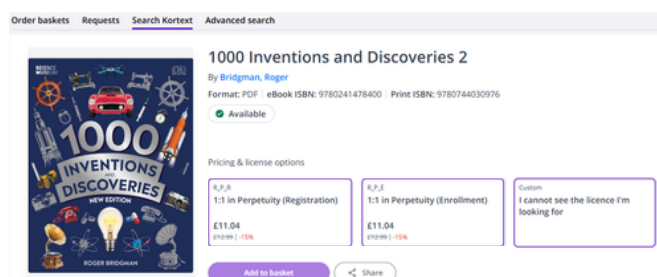 Order baskets Requests Search Kortext Advanced search
1000 Inventions and Discoveries 2
By Bridgman, Roger
Format: PDF | eBook ISBN: 9780241478400 | Print ISBN: 9780744030976
Available
Pricing & license options
R_P_R
1:1 in Perpetuity (Registration)
£11.04
£12.99 | -15%
R_P_E
1:1 in Perpetuity (Enrollment)
£11.04
£12.99 | -15%
Custom
I cannot see the licence I'm
looking for
Add to basket
Share
SCIENCE
MUSEUM
DK
1000
INVENTIONS
AND
DISCOVERIES
NEW EDITION
ROGER BRIDGMAN